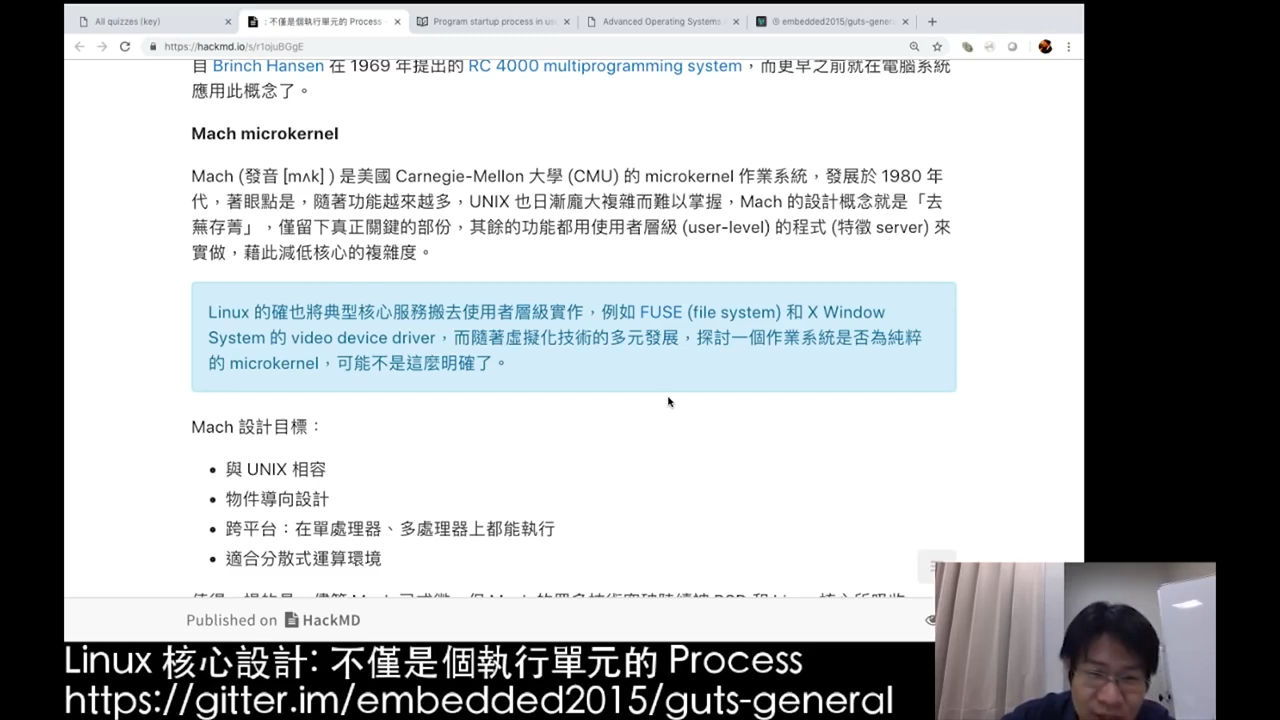 All quizzes (key)
: 不僅是個執行單元的 Process -
Program startup process in us
Advanced Operating Systems
embedded2015/guts-gener
https://hackmd.io/s/r1ojuBGgE
自 Brinch Hansen 在 1969 年提出的 RC 4000 multiprogramming system，而更早之前就在電腦系統
應用此概念了。
Mach microkernel
Mach (發音 [mʌk] ) 是美國 Carnegie-Mellon 大學 (CMU) 的 microkernel 作業系統，發展於 1980 年
代，著眼點是，隨著功能越來越多，UNIX 也日漸龐大複雜而難以掌握，Mach 的設計概念就是「去
蕪存菁」，僅留下真正關鍵的部份，其餘的功能都用使用者層級 (user-level) 的程式 (特徵 server) 來
實做，藉此減低核心的複雜度。
Linux 的確也將典型核心服務搬去使用者層級實作，例如 FUSE (file system) 和 X Window
System 的 video device driver，而隨著虛擬化技術的多元發展，探討一個作業系統是否為純粹
的 microkernel，可能不是這麼明確了。
Mach 設計目標：
• 與 UNIX 相容
• 物件導向設計
• 跨平台：在單處理器、多處理器上都能執行
• 適合分散式運算環境
Published on HackMD
Linux 核心設計: 不僅是個執行單元的 Process
https://gitter.im/embedded2015/guts-general